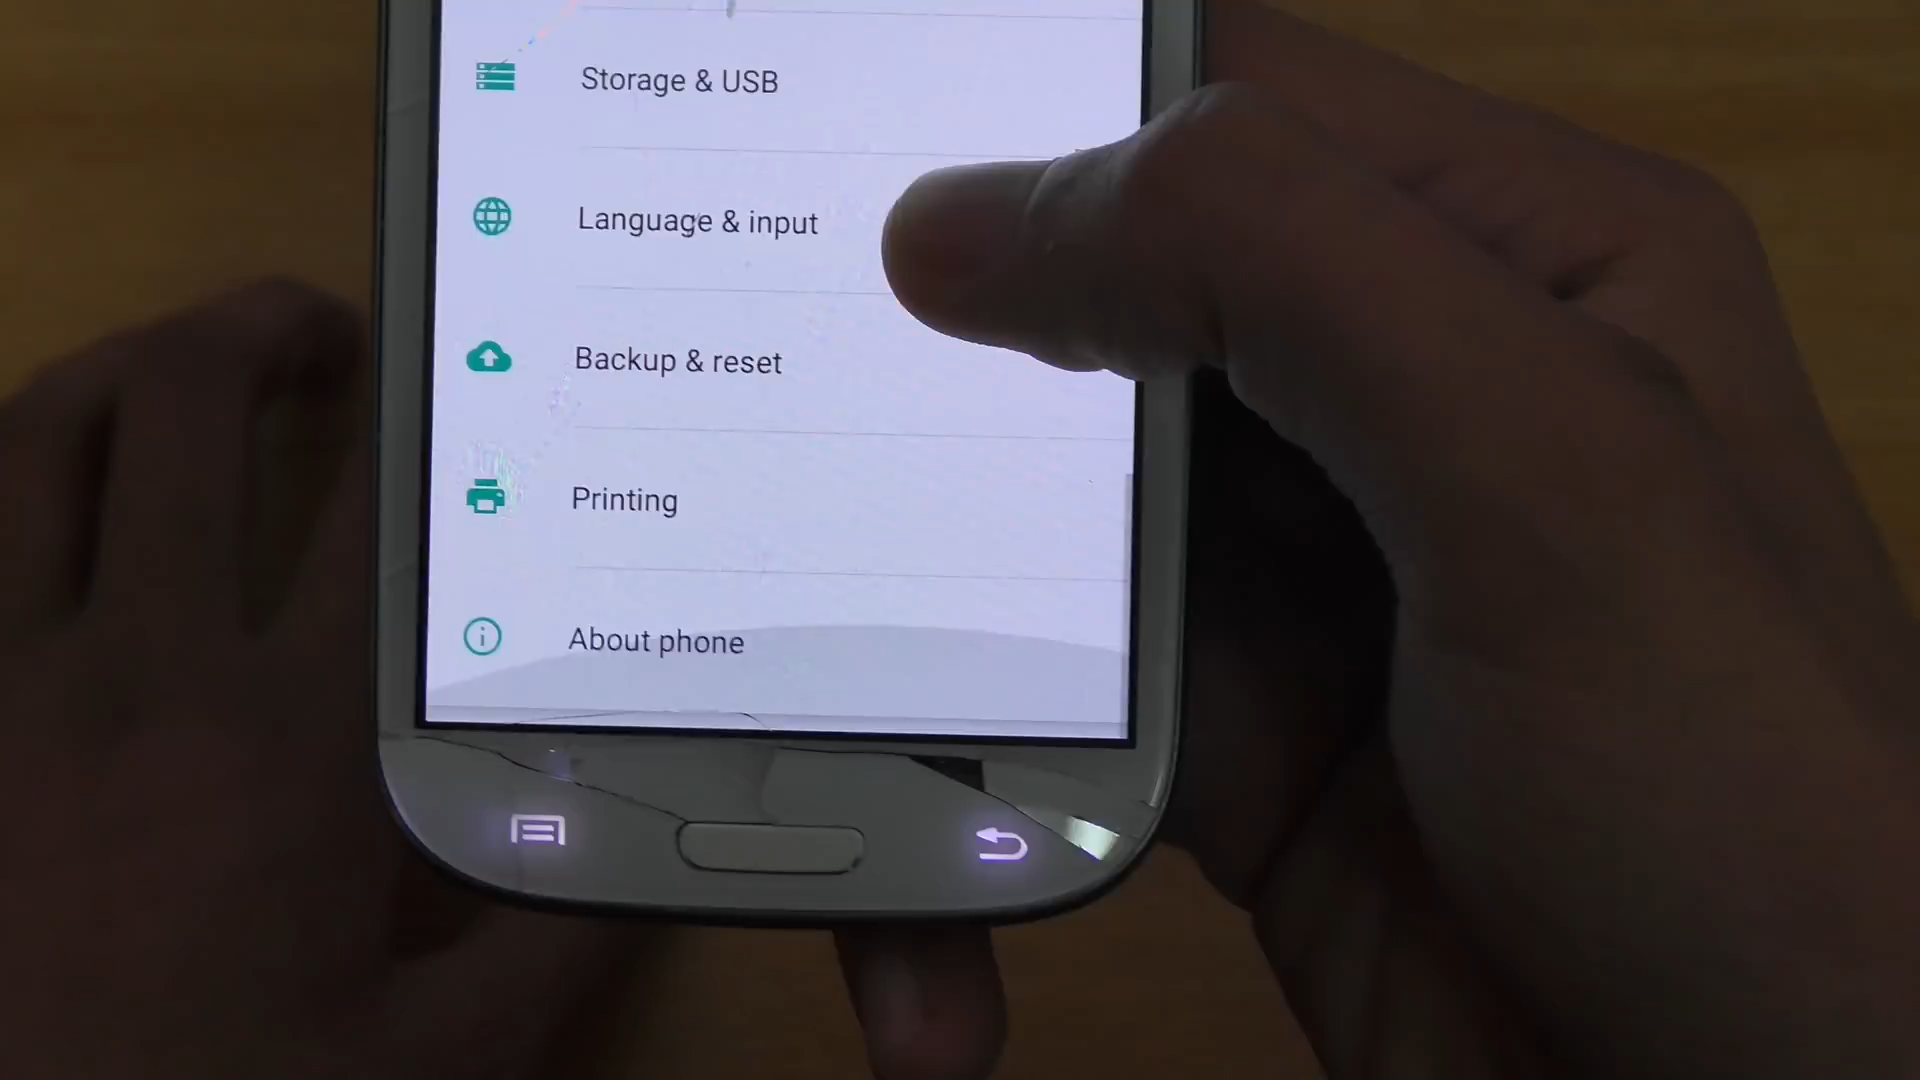 Storage & USB
Language & input
Backup & reset
Printing
About phone